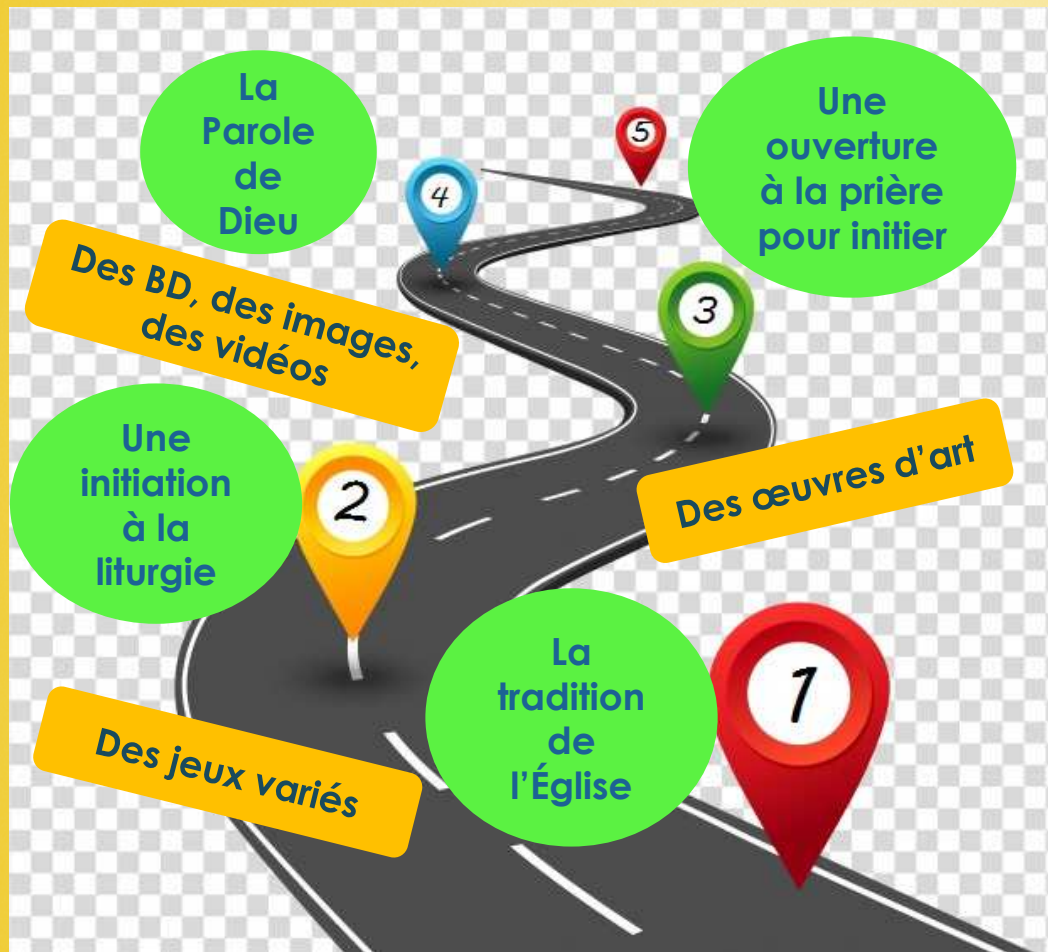 La
Parole
de
Dieu
Une
ouverture
à la prière
pour initier
5
4
Des BD, des images,
des vidéos
3
Une
initiation
à la
liturgie
2
Des œuvres d’art
La
tradition
de
l’Église
1
Des jeux variés